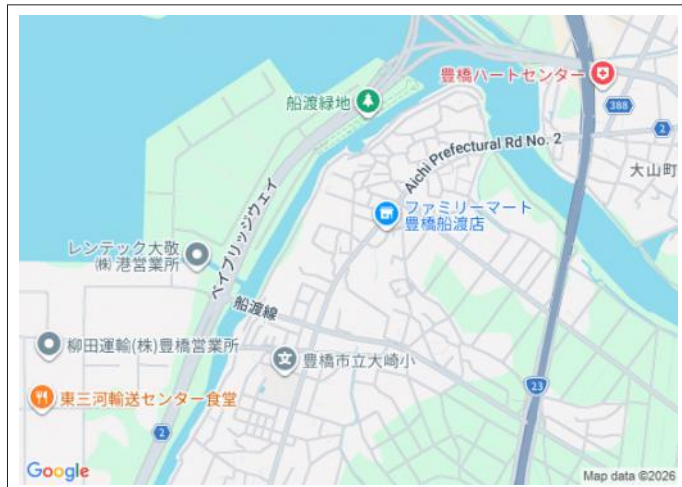 豊橋ハートセンター
船渡緑地
388
2
Aichi Prefectural Rd No. 2
大山町
ファミリーマート
豊橋船渡店
ベイブリッジウェイ
レンテック大敬
㈱ 港営業所
船渡線
柳田運輸(株)豊橋営業所
豊橋市立大崎小
23
東三河輸送センター食堂
2
Google
Map data ©2026